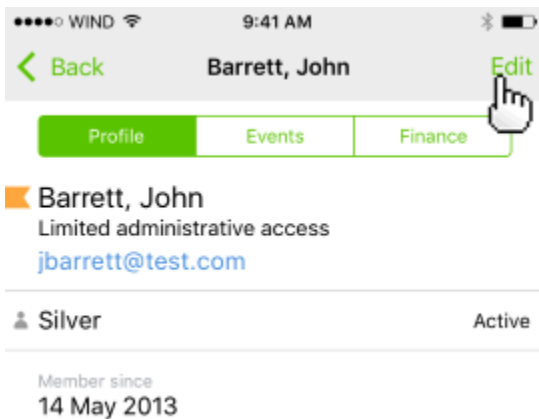 WIND 9:41 AM
Back Barrett, John Edit
Profile Events Finance
Barrett, John
Limited administrative access
jbarrett@test.com
Silver Active
Member since
14 May 2013